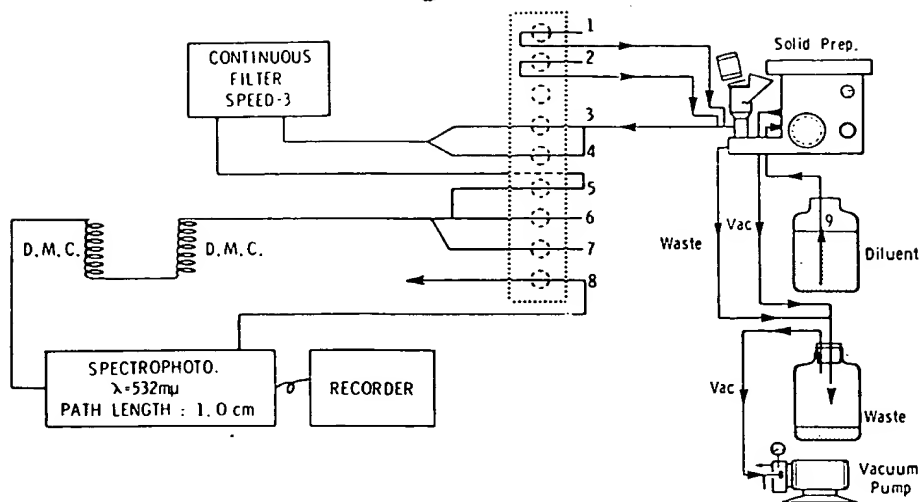 1
2
3
4
5
6
7
8
CONTINUOUS
FILTER
SPEED-3
Solid Prep.
D.M.C.
D.M.C.
Waste
Vac
9
Diluent
SPECTROPHOTO.
λ=532mμ
PATH LENGTH : 1.0 cm
RECORDER
Vac
Waste
Vacuum
Pump